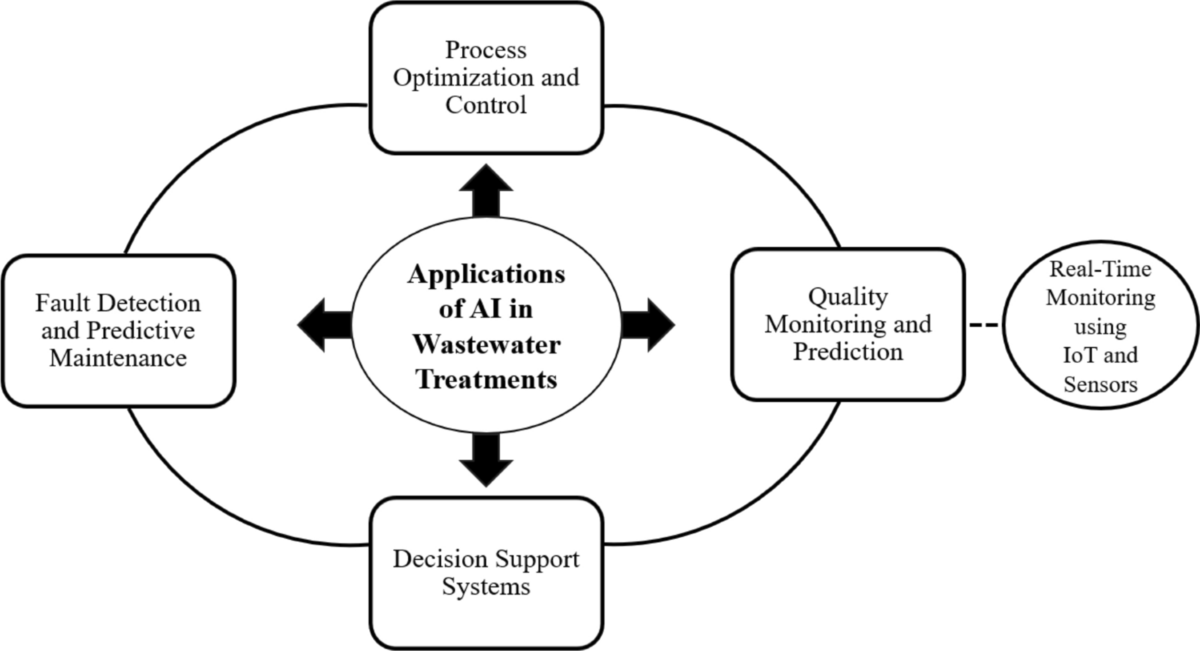 Process
Optimization and
Control
Applications
of AI in
Wastewater
Treatments
Fault Detection
and Predictive
Maintenance
Quality
Monitoring and
Prediction
Real-Time
Monitoring
using
IoT and
Sensors
Decision Support
Systems